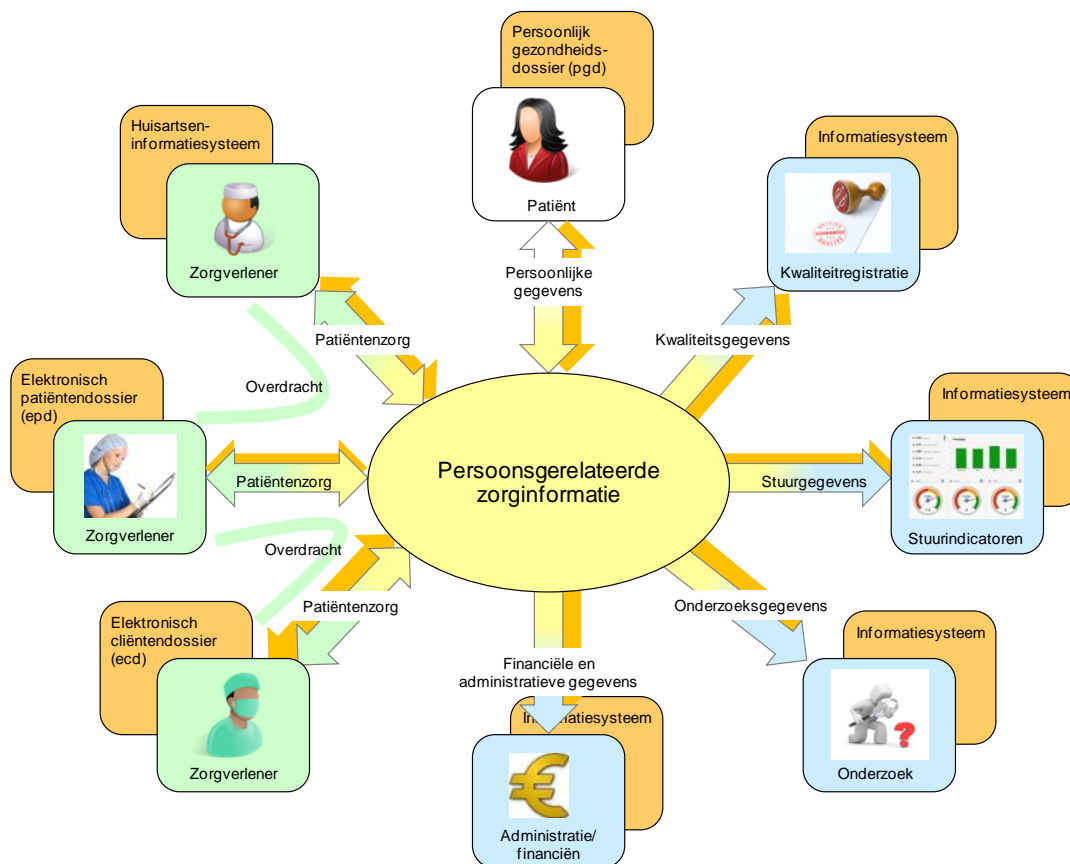 Persoonlijk
gezondheids-
dossier (pgd)
Patiënt
Huisartsen-
informatiesysteem
Zorgverlener
Informatiesysteem
GUARANTEE
Kwaliteitregistratie
Persoonlijke
gegevens
Patiëntenzorg
Kwaliteitsgegevens
Overdracht
Elektronisch
patiëntendossier
(epd)
Zorgverlener
Patiëntenzorg
Persoonsgerelateerde
zorginformatie
Stuurgegevens
Informatiesysteem
Stuurindicatoren
Overdracht
Patiëntenzorg
Onderzoeksgegevens
Elektronisch
cliëntendossier
(ecd)
Zorgverlener
Financiële en
administratieve gegevens
Informatiesysteem
€
Administratie/
financiën
Informatiesysteem
?
Onderzoek